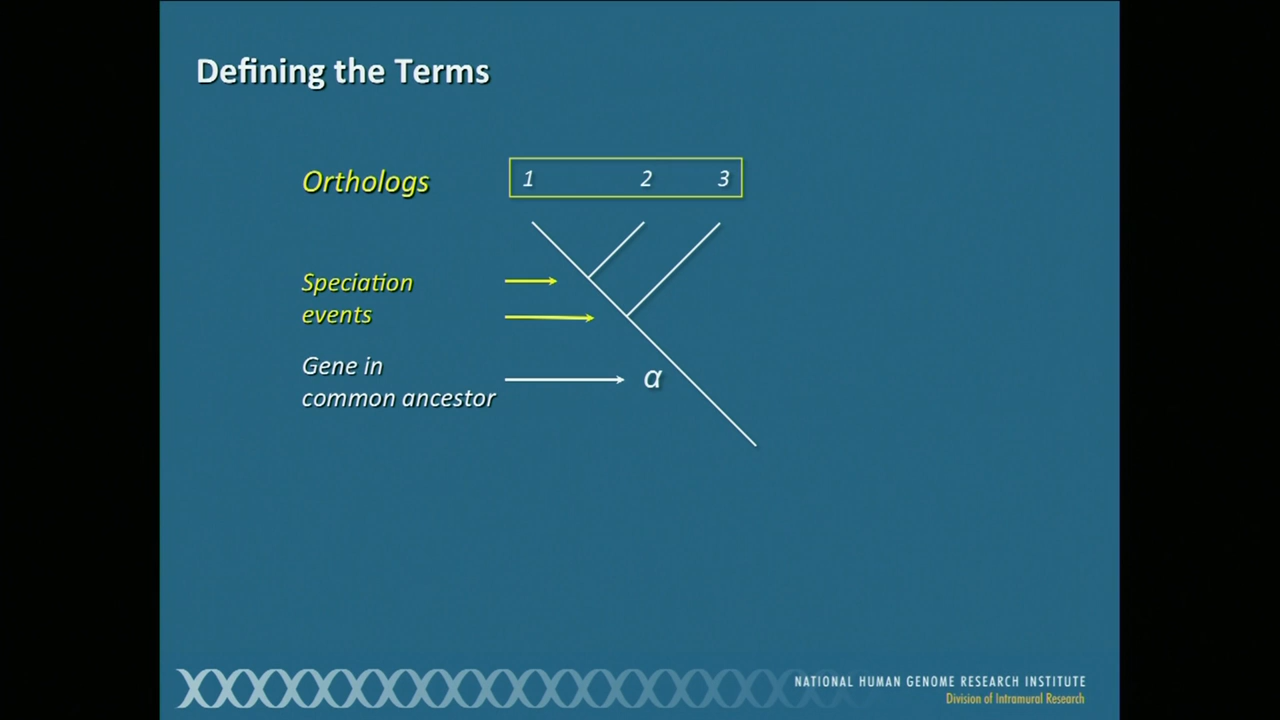 Defining the Terms
Orthologs
1 2 3
Speciation
events
Gene in
common ancestor
α
NATIONAL HUMAN GENOME RESEARCH INSTITUTE
Division of Intramural Research